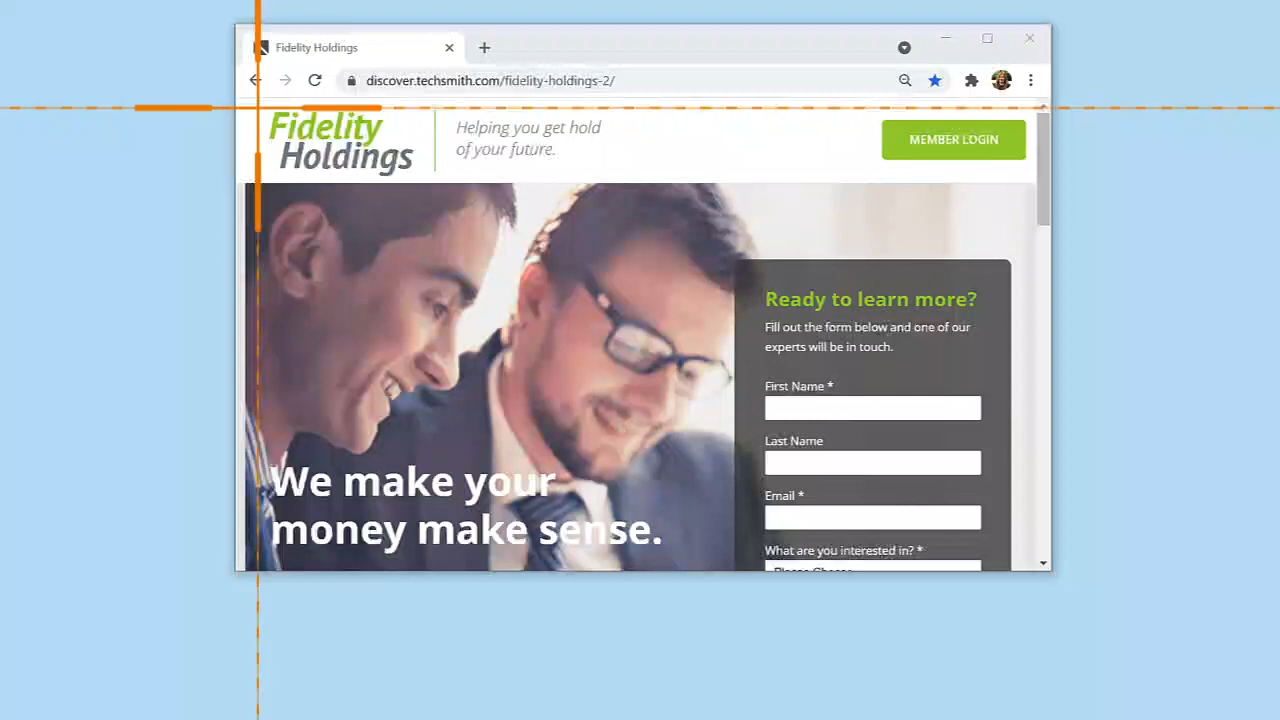 Fidelity Holdings
discover.techsmith.com/fidelity-holdings-2/
Fidelity
Holdings
Helping you get hold
of your future.
MEMBER LOGIN
We make your
money make sense.
Ready to learn more?
Fill out the form below and one of our
experts will be in touch.
First Name *
Last Name
Email *
What are you interested in? *
Please Choose